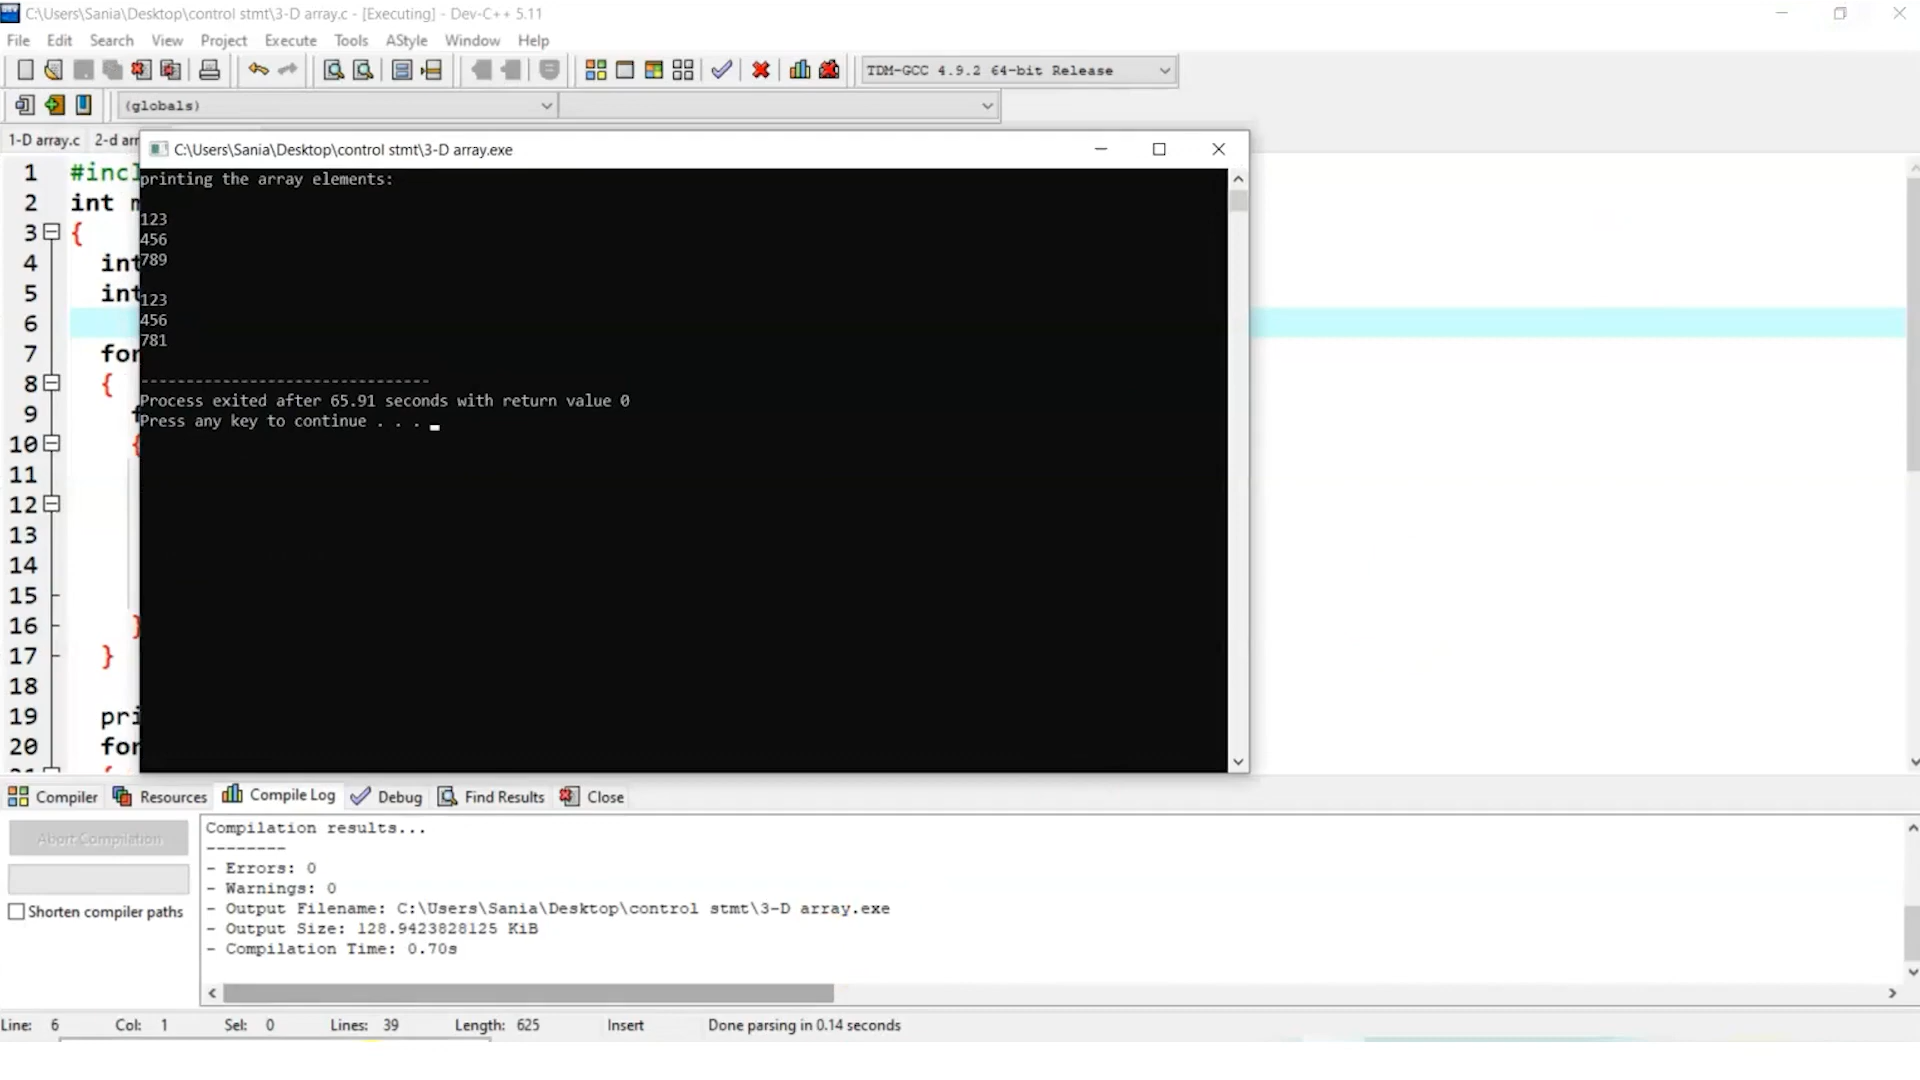 C:\Users\Sania\Desktop\control stmt\3-D array.c - [Executing] - Dev-C++ 5.11
File Edit Search View Project Execute Tools AStyle Window Help
TDM-GCC 4.9.2 64-bit Release
(globals)
1-D array.c 2-d arr
C:\Users\Sania\Desktop\control stmt\3-D array.exe
printing the array elements:
123
456
789
123
456
781
--------------------------------
Process exited after 65.91 seconds with return value 0
Press any key to continue . . .
1 #incl
2 int m
3 {
4 int
5 int
6
7 for
8 {
9 f
10 {
11
12
13
14
15
16 }
17 }
18
19 pri
20 for
Compiler Resources Compile Log Debug Find Results Close
Abort Compilation
Shorten compiler paths
Compilation results...
--------
- Errors: 0
- Warnings: 0
- Output Filename: C:\Users\Sania\Desktop\control stmt\3-D array.exe
- Output Size: 128.9423828125 KiB
- Compilation Time: 0.70s
Line: 6 Col: 1 Sel: 0 Lines: 39 Length: 625 Insert Done parsing in 0.14 seconds